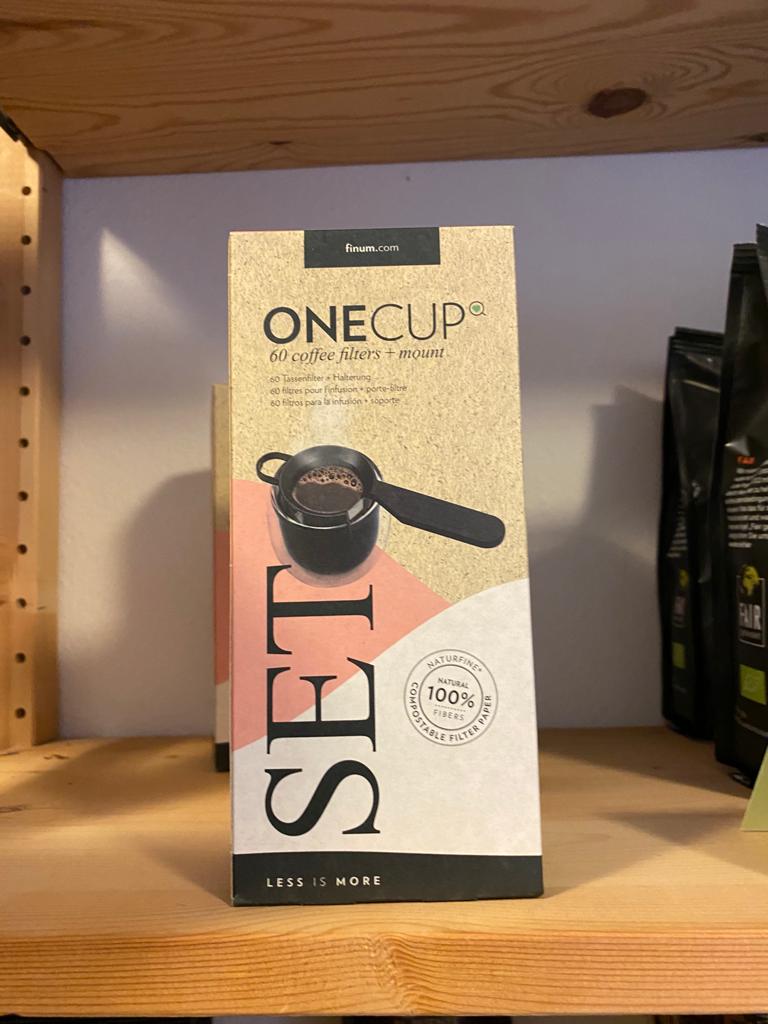 finum.com
ONECUP
60 coffee filters + mount
60 Tassenfilter + Halterung
60 filtres pour l'infusion + porte-filtre
60 filtros para la infusión + soporte
SET
NATURFINE®
NATURAL
100%
FIBERS
COMPOSTABLE FILTER PAPER
LESS IS MORE
FAIR